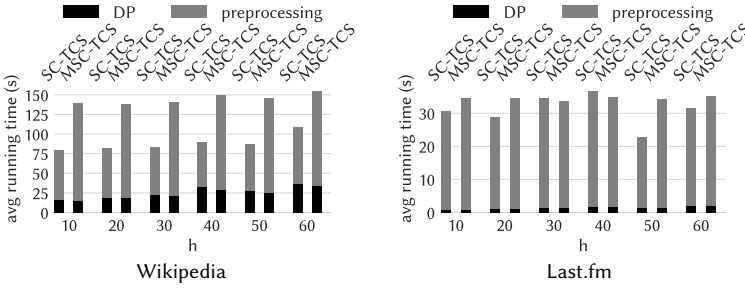 DP preprocessing
SC-TCS MSC-TCS SC-TCS MSC-TCS SC-TCS MSC-TCS SC-TCS MSC-TCS SC-TCS MSC-TCS SC-TCS MSC-TCS
avg running time (s)
150
125
100
75
50
25
0
10 20 30 40 50 60
h
Wikipedia
DP preprocessing
SC-TCS MSC-TCS SC-TCS MSC-TCS SC-TCS MSC-TCS SC-TCS MSC-TCS SC-TCS MSC-TCS SC-TCS MSC-TCS
avg running time (s)
30
20
10
0
10 20 30 40 50 60
h
Last.fm